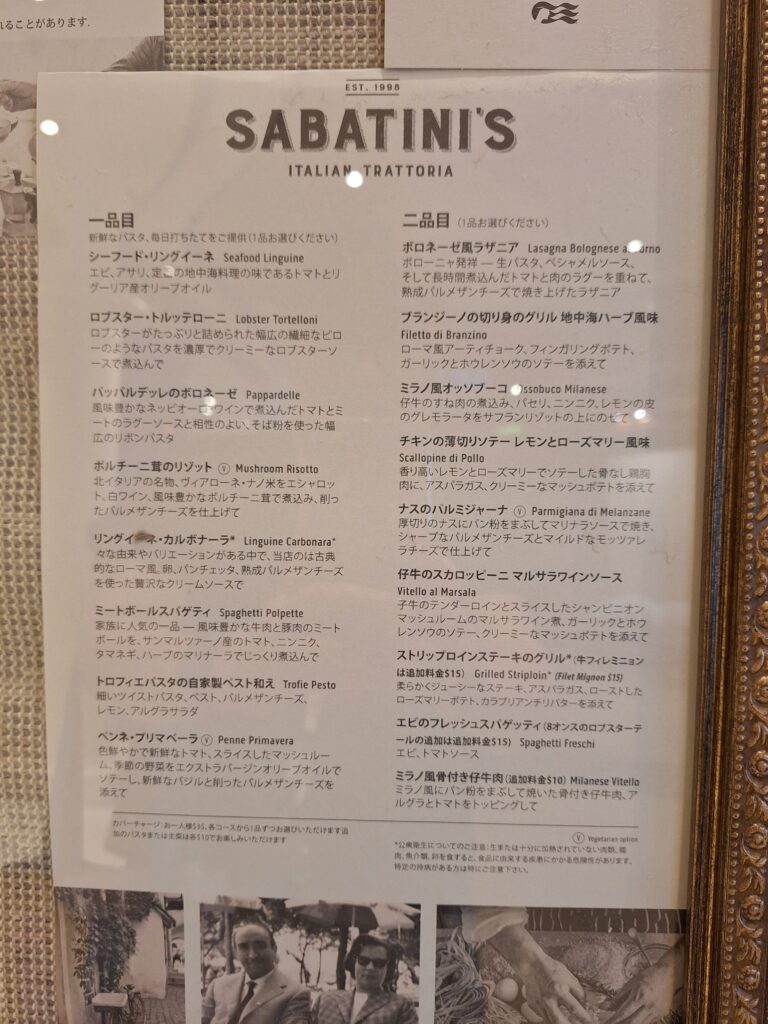 れることがあります.
EST. 1998
SABATINI'S
ITALIAN TRATTORIA
一品目
新鮮なパスタ、毎日打ちたてをご提供(1品お選びください)
シーフード・リングイーネ Seafood Linguine
エビ、アサリ、定の地中海料理の味であるトマトとリ
グーリア産オリーブオイル
ロブスター・トルッテローニ Lobster Tortelloni
ロブスターがたっぷりと詰められた幅広の繊細なピロ
ーのようなパスタを濃厚でクリーミーなロブスターソ
ースで煮込んで
パッパルデッレのボロネーゼ Pappardelle
風味豊かなネッビオーロ ワインで煮込んだトマトとミ
ートのラグーソースと相性のよい、そば粉を使った幅
広のリボンパスタ
ポルチーニ茸のリゾット Ⓥ Mushroom Risotto
北イタリアの名物、ヴィアローネ・ナノ米をエシャロッ
ト、白ワイン、風味豊かなポルチーニ茸で煮込み、削っ
たパルメザンチーズを仕上げて
リングイ ネ・カルボナーラ* Linguine Carbonara*
々な由来やバリエーションがある中で、当店のは古典
的なローマ風。卵、パンチェッタ、熟成パルメザンチーズ
を使った贅沢なクリームソースで
ミートボールスパゲティ Spaghetti Polpette
家族に人気の一品 — 風味豊かな牛肉と豚肉のミート
ボールを、サンマルツァーノ産のトマト、ニンニク、
タマネギ、ハーブのマリナーラでじっくり煮込んで
トロフィエパスタの自家製ペスト和え Trofie Pesto
細いツイストパスタ、ペスト、パルメザンチーズ、
レモン、アルグラサラダ
ペンネ・プリマベーラ Ⓥ Penne Primavera
色鮮やかで新鮮なトマト、スライスしたマッシュルー
ム、季節の野菜をエクストラバージンオリーブオイルで
ソテーし、新鮮なバジルと削ったパルメザンチーズを
添えて
カバーチャージ: お一人様$35、各コースから1品ずつお選びいただけます追
加のパスタまたは主菜は各$10でお楽しみいただけます
二品目 (1品お選びください)
ボロネーゼ風ラザニア Lasagna Bolognese al Forno
ボローニャ発祥 — 生パスタ、ベシャメルソース、
そして長時間煮込んだトマトと肉のラグーを重ねて、
熟成パルメザンチーズで焼き上げたラザニア
ブランジーノの切り身のグリル 地中海ハーブ風味
Filetto di Branzino
ローマ風アーティチョーク、フィンガリングポテト、
ガーリックとホウレンソウのソテーを添えて
ミラノ風オッソブーコ Ossobuco Milanese
仔牛のすね肉の煮込み、パセリ、ニンニク、レモンの皮
のグレモラータをサフランリゾットの上にのせて
チキンの薄切りソテー レモンとローズマリー風味
Scallopine di Pollo
香り高いレモンとローズマリーでソテーした骨なし鶏胸
肉に、アスパラガス、クリーミーなマッシュポテトを添えて
ナスのパルミジャーナ Ⓥ Parmigiana di Melanzane
厚切りのナスにパン粉をまぶしてマリナラソースで焼き、
シャープなパルメザンチーズとマイルドなモッツァレ
ラチーズで仕上げて
仔牛のスカロッピーニ マルサラワインソース
Vitello al Marsala
子牛のテンダーロインとスライスしたシャンピニオン
マッシュルームのマルサラワイン煮、ガーリックとホウ
レンソウのソテー、クリーミーなマッシュポテトを添えて
ストリップロインステーキのグリル* (牛フィレミニョン
は追加料金$15) Grilled Striploin* (Filet Mignon $15)
柔らかくジューシーなステーキ、アスパラガス、ローストした
ローズマリーポテト、カラブリアンチリバターを添えて
エビのフレッシュスパゲッティ (8オンスのロブスターテ
ールの追加は追加料金$15) Spaghetti Freschi
エビ、トマトソース
ミラノ風骨付き仔牛肉 (追加料金$10) Milanese Vitello
ミラノ風にパン粉をまぶして焼いた骨付き仔牛肉、ア
ルグラとトマトをトッピングして
Ⓥ Vegetarian option
*公衆衛生についてのご注意: 生または十分に加熱されていない肉類、鶏
肉、魚介類、卵を食すると、食品に由来する疾患にかかる危険性があります。
特定の持病がある方は特にご注意下さい。